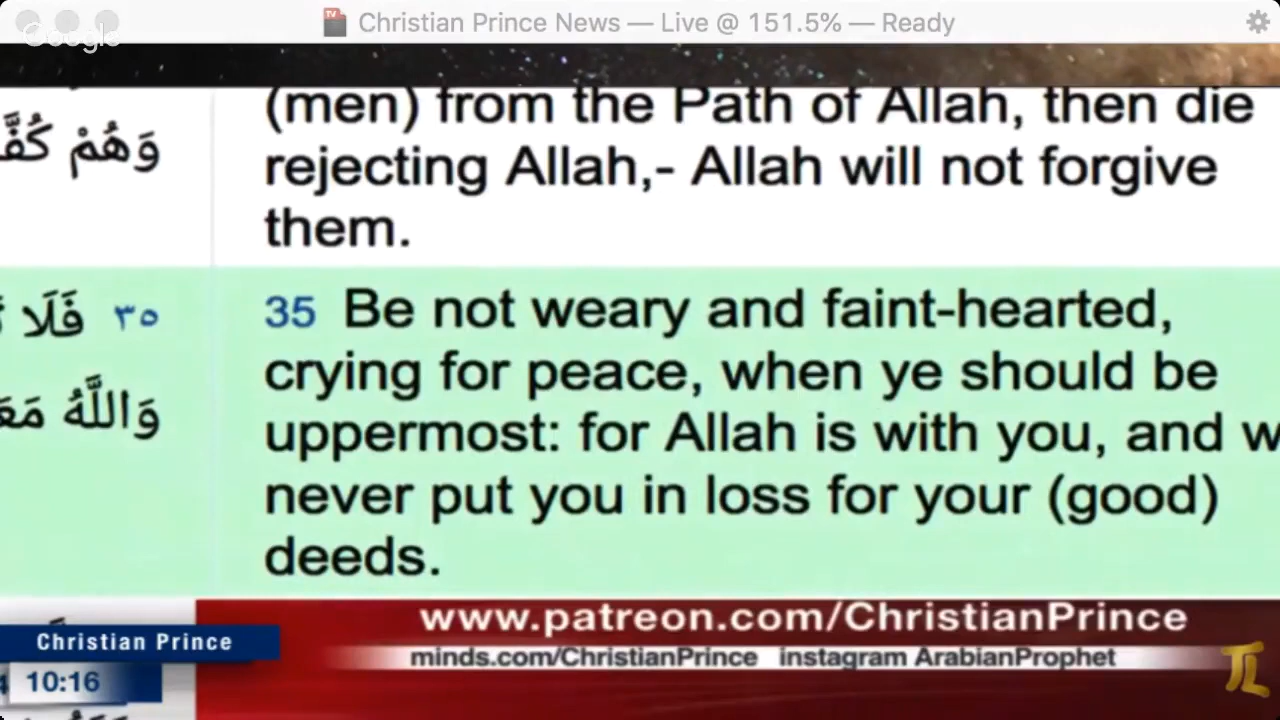 Christian Prince News — Live @ 151.5% — Ready
Google
(men) from the Path of Allah, then die
وَهُمْ
rejecting Allah,- Allah will not forgive
them.
٣٥ فَلَا
35 Be not weary and faint-hearted,
crying for peace, when ye should be
وَاللَّهُ
uppermost: for Allah is with you, and
never put you in loss for your (good)
deeds.
www.patreon.com/ChristianPrince
Christian Prince
minds.com/ChristianPrince instagram ArabianProphet
10:16